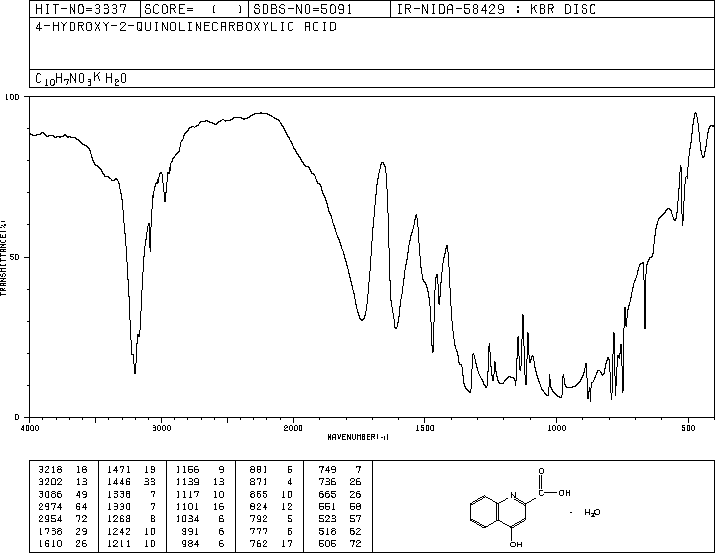 HIT-NO=3337 SCORE= ( ) SDBS-NO=5091 IR-NIDA-58429 : KBR DISC
4-HYDROXY-2-QUINOLINECARBOXYLIC ACID
C10H7NO3 · H2O
100
50
0
TRANSMITTANCE(%)
4000 3000 2000 1500 1000 500
WAVENUMBER(-1)
3218 16 1471 19 1156 9 881 5 749 7
3202 13 1446 33 1139 13 871 4 736 26
3086 49 1338 7 1117 10 865 10 665 26
2974 64 1330 7 1101 16 824 12 551 58
2954 72 1268 8 1034 6 792 5 523 57
1738 29 1242 10 991 6 777 6 518 62
1610 26 1211 10 984 6 762 17 505 72
N
O
OH
OH
· H2O